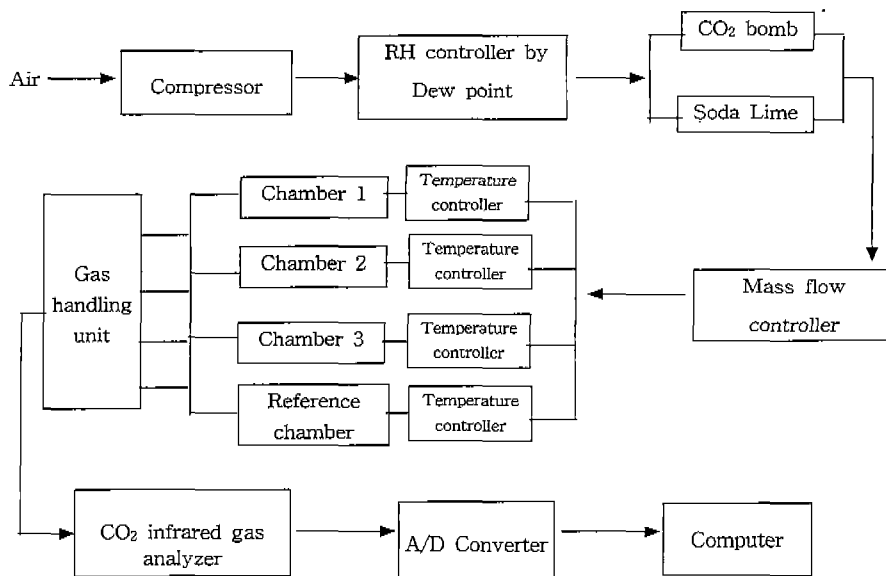 Air
Compressor
RH controller by
Dew point
CO₂ bomb
Soda Lime
Gas
handling
unit
Chamber 1
Temperature
controller
Chamber 2
Temperature
controller
Chamber 3
Temperature
controller
Reference
chamber
Temperature
controller
Mass flow
controller
CO₂ infrared gas
analyzer
A/D Converter
Computer